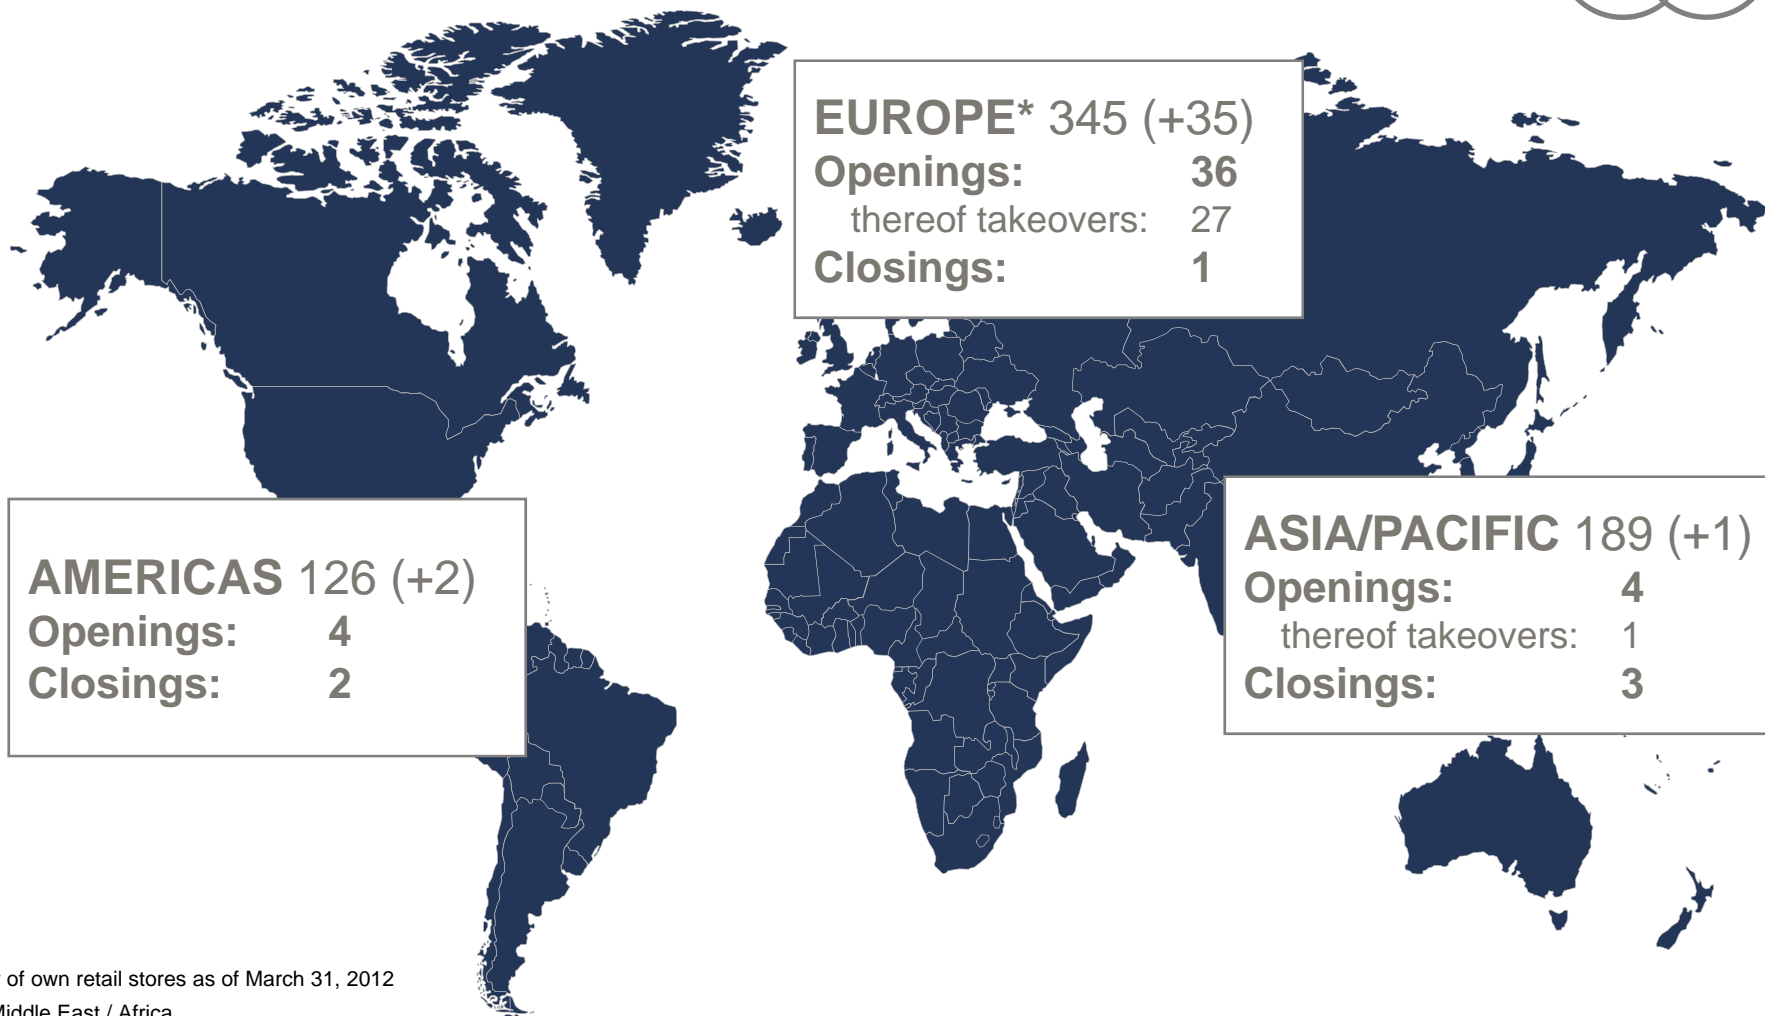 EUROPE* 345 (+35)
Openings: 36
thereof takeovers: 27
Closings: 1
AMERICAS 126 (+2)
Openings: 4
Closings: 2
ASIA/PACIFIC 189 (+1)
Openings: 4
thereof takeovers: 1
Closings: 3
of own retail stores as of March 31, 2012
Middle East / Africa